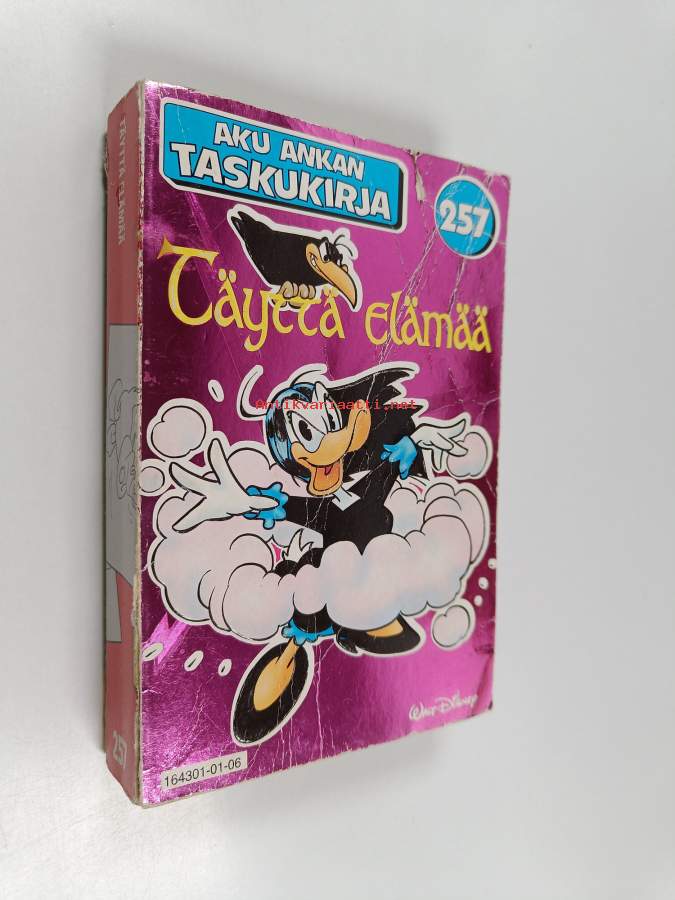 AKU ANKAN
TASKUKIRJA
257
TÄYTTÄ ELÄMÄÄ
Antikvariaatti.net
WALT DISNEY
164301-01-06
TÄYTTÄ ELÄMÄÄ
257